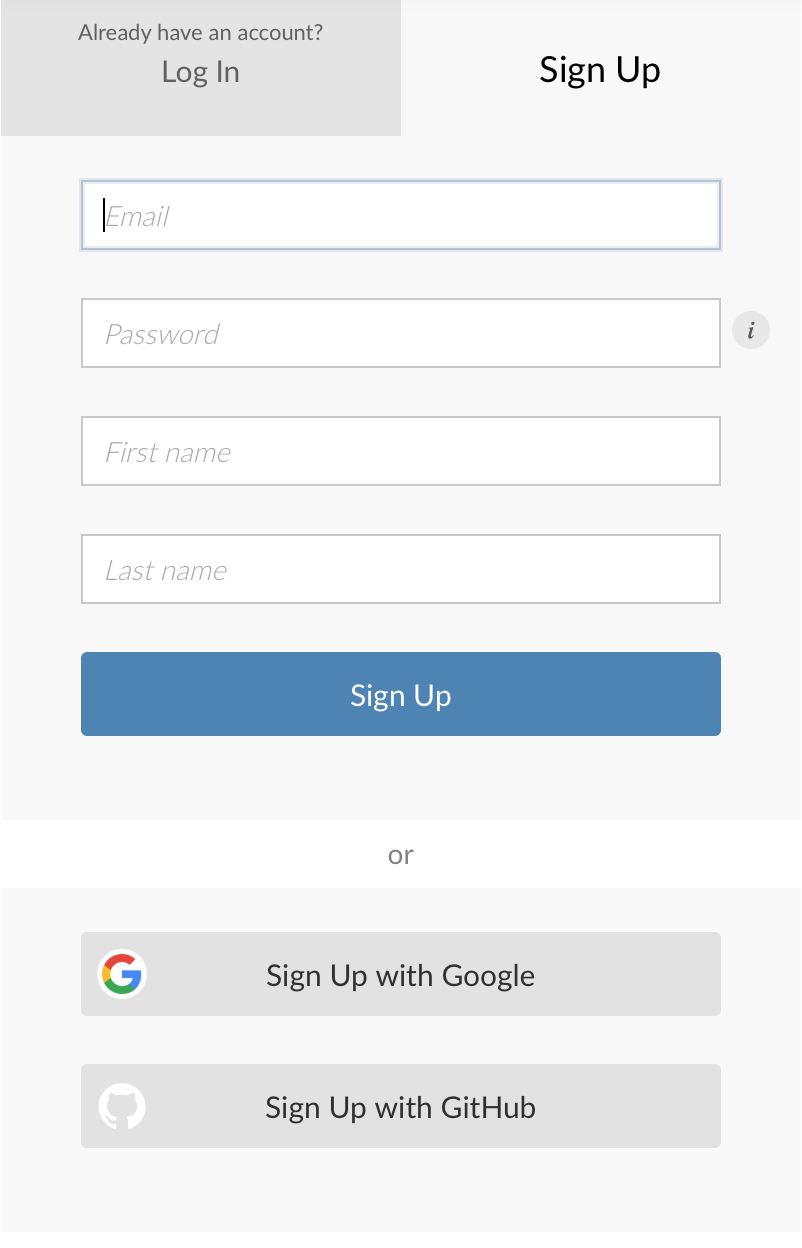 Already have an account?
Log In
Sign Up
Email
Password
i
First name
Last name
Sign Up
or
Sign Up with Google
Sign Up with GitHub